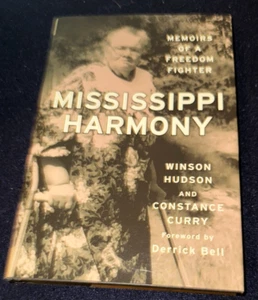 MEMOIRS
OF A
FREEDOM
FIGHTER
MISSISSIPPI
HARMONY
WINSON
HUDSON
AND
CONSTANCE
CURRY
Foreword by
Derrick Bell